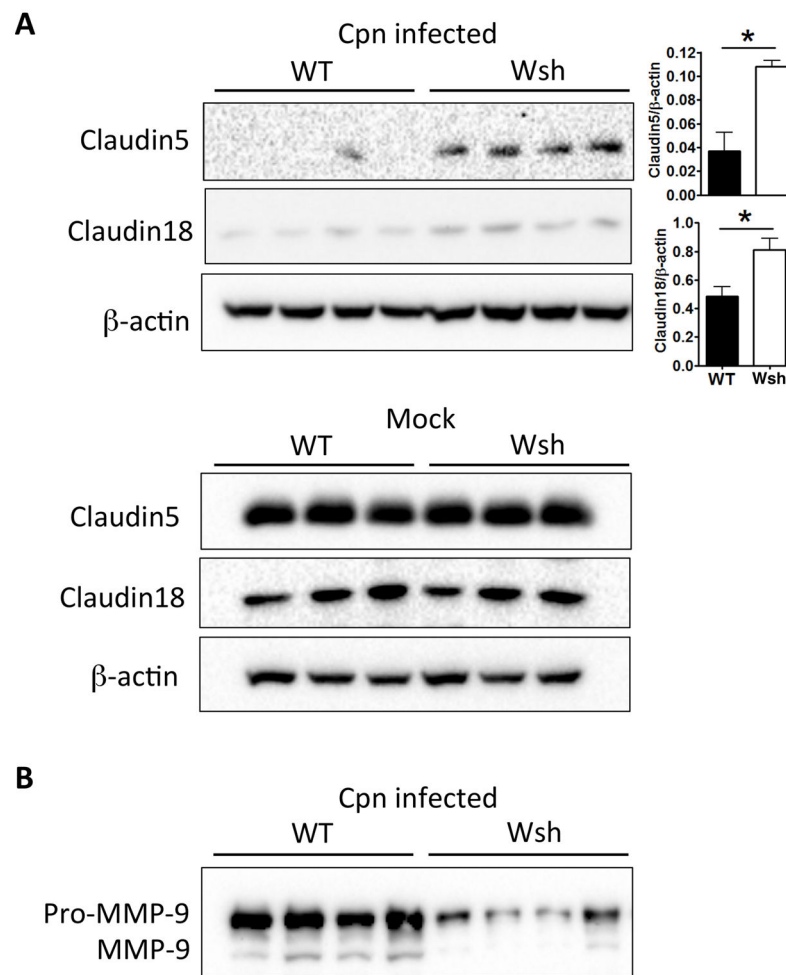 A
Cpn infected
WT Wsh
Claudin5
Claudin18
β-actin
*
0.12
0.10
0.08
0.06
0.04
0.02
0.00
Claudin5/β-actin
*
1.0
0.8
0.6
0.4
0.2
0.0
Claudin18/β-actin
WT Wsh
Mock
WT Wsh
Claudin5
Claudin18
β-actin
B
Cpn infected
WT Wsh
Pro-MMP-9
MMP-9